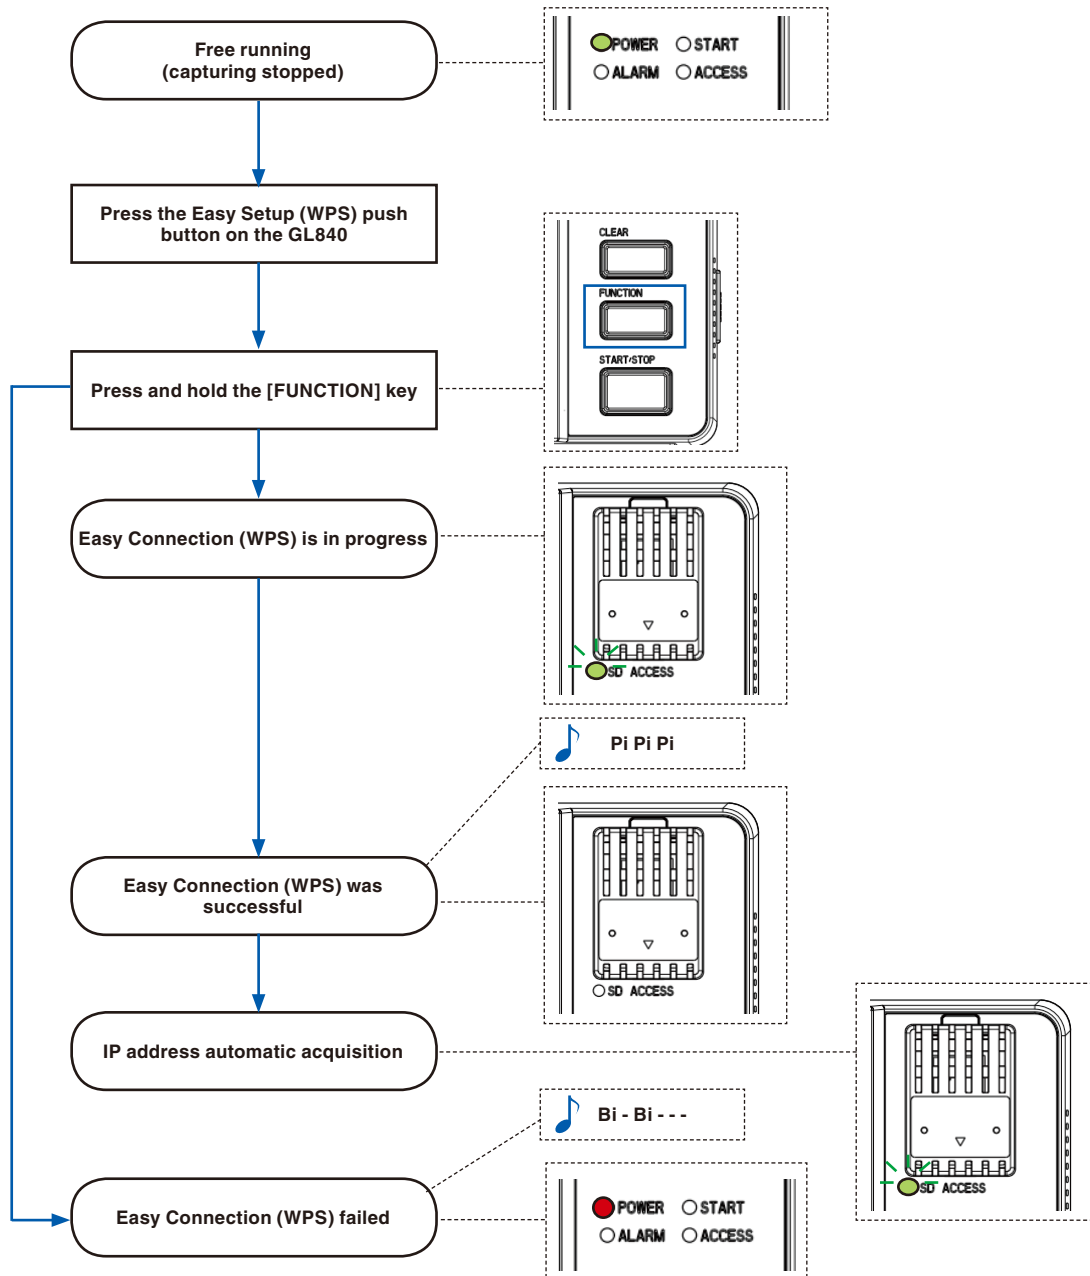 Free running
(capturing stopped)
POWER START
ALARM ACCESS
Press the Easy Setup (WPS) push
button on the GL840
CLEAR
FUNCTION
START/STOP
Press and hold the [FUNCTION] key
Easy Connection (WPS) is in progress
SD ACCESS
Pi Pi Pi
Easy Connection (WPS) was
successful
SD ACCESS
IP address automatic acquisition
SD ACCESS
Bi - Bi - - -
Easy Connection (WPS) failed
POWER START
ALARM ACCESS